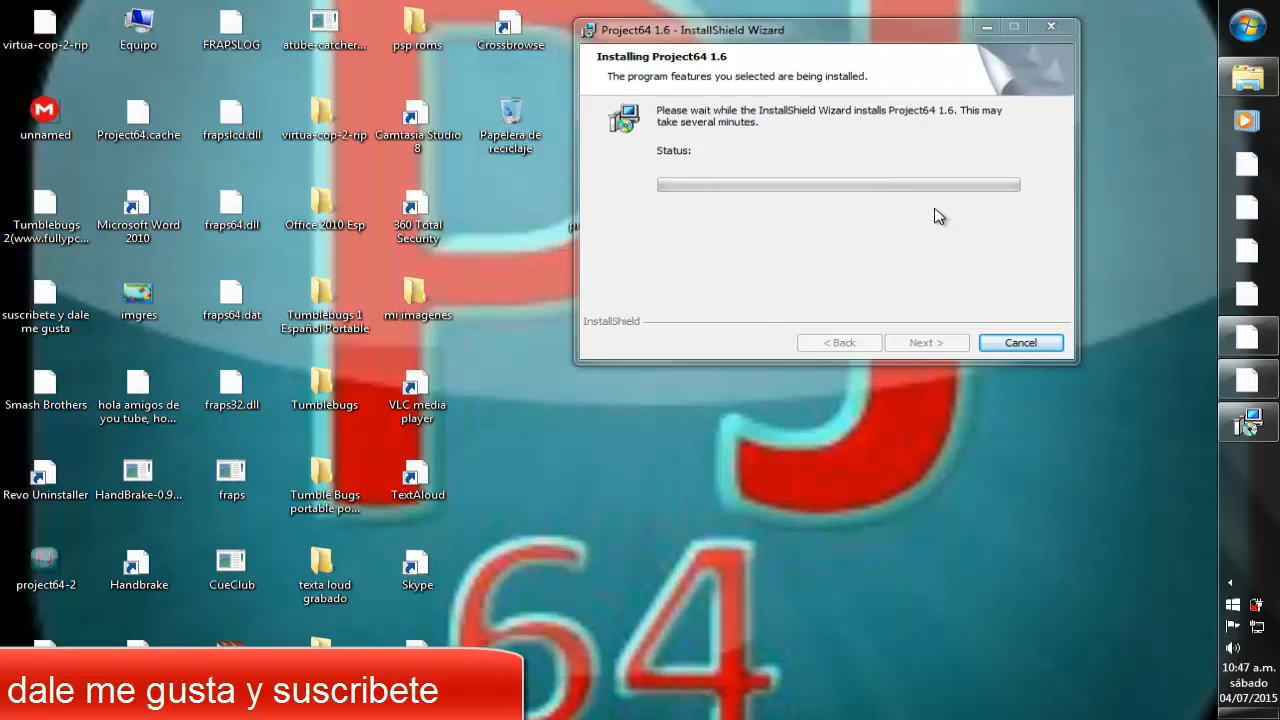 virtua-cop-2-rip
Equipo
FRAPSLOG
atube-catcher...
psp roms
Crossbrowse
unnamed
Project64.cache
frapslcd.dll
virtua-cop-2-rip
Camtasia Studio
8
Papelera de
reciclaje
Tumblebugs
2(www.fullypc...
Microsoft Word
2010
fraps64.dll
Office 2010 Esp
360 Total
Security
suscribete y dale
me gusta
imgres
fraps64.dat
Tumblebugs 1
Español Portable
mi imagenes
Smash Brothers
hola amigos de
you tube, ho...
fraps32.dll
Tumblebugs
VLC media
player
Revo Uninstaller
HandBrake-0.9...
fraps
Tumble Bugs
portable po...
TextAloud
project64-2
Handbrake
CueClub
texta loud
grabado
Skype
Project64 1.6 - InstallShield Wizard
Installing Project64 1.6
The program features you selected are being installed.
Please wait while the InstallShield Wizard installs Project64 1.6. This may
take several minutes.
Status:
InstallShield
< Back
Next >
Cancel
PJ
64
dale me gusta y suscribete
10:47 a.m.
sábado
04/07/2015